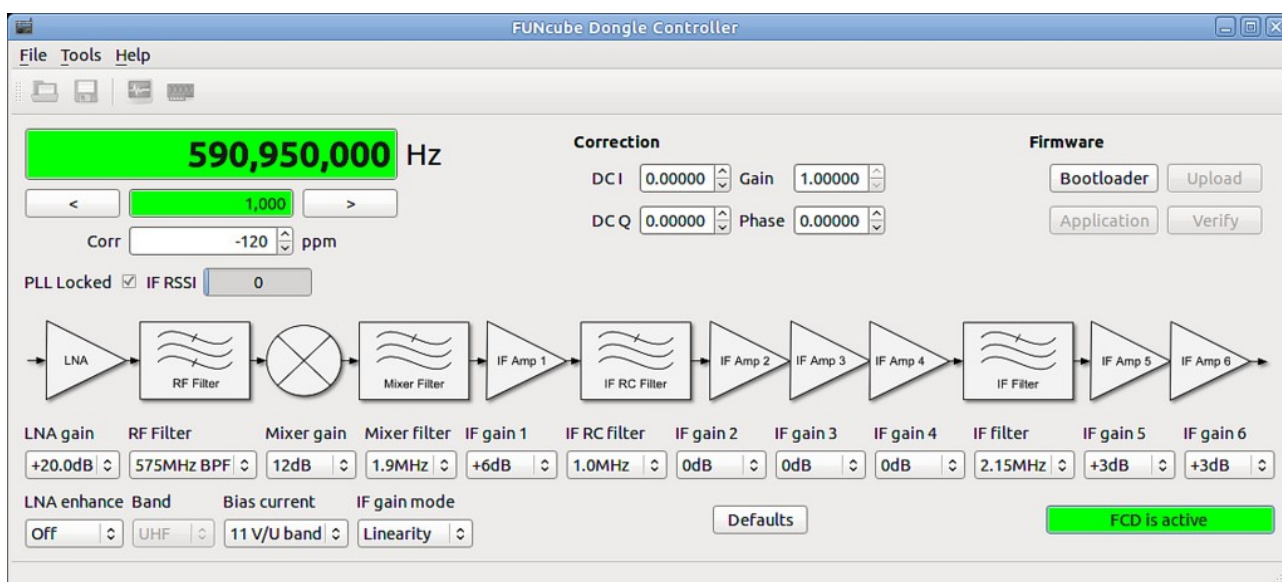 FUNcube Dongle Controller
File Tools Help
590,950,000 Hz
< 1,000 >
Corr -120 ppm
PLL Locked IF RSSI 0
Correction
DC I 0.00000 Gain 1.00000
DC Q 0.00000 Phase 0.00000
Firmware
Bootloader Upload
Application Verify
LNA RF Filter Mixer Filter IF Amp 1 IF RC Filter IF Amp 2 IF Amp 3 IF Amp 4 IF Filter IF Amp 5 IF Amp 6
LNA gain RF Filter Mixer gain Mixer filter IF gain 1 IF RC filter IF gain 2 IF gain 3 IF gain 4 IF filter IF gain 5 IF gain 6
+20.0dB 575MHz BPF 12dB 1.9MHz +6dB 1.0MHz 0dB 0dB 0dB 2.15MHz +3dB +3dB
LNA enhance Band Bias current IF gain mode
Off UHF 11 V/U band Linearity Defaults FCD is active